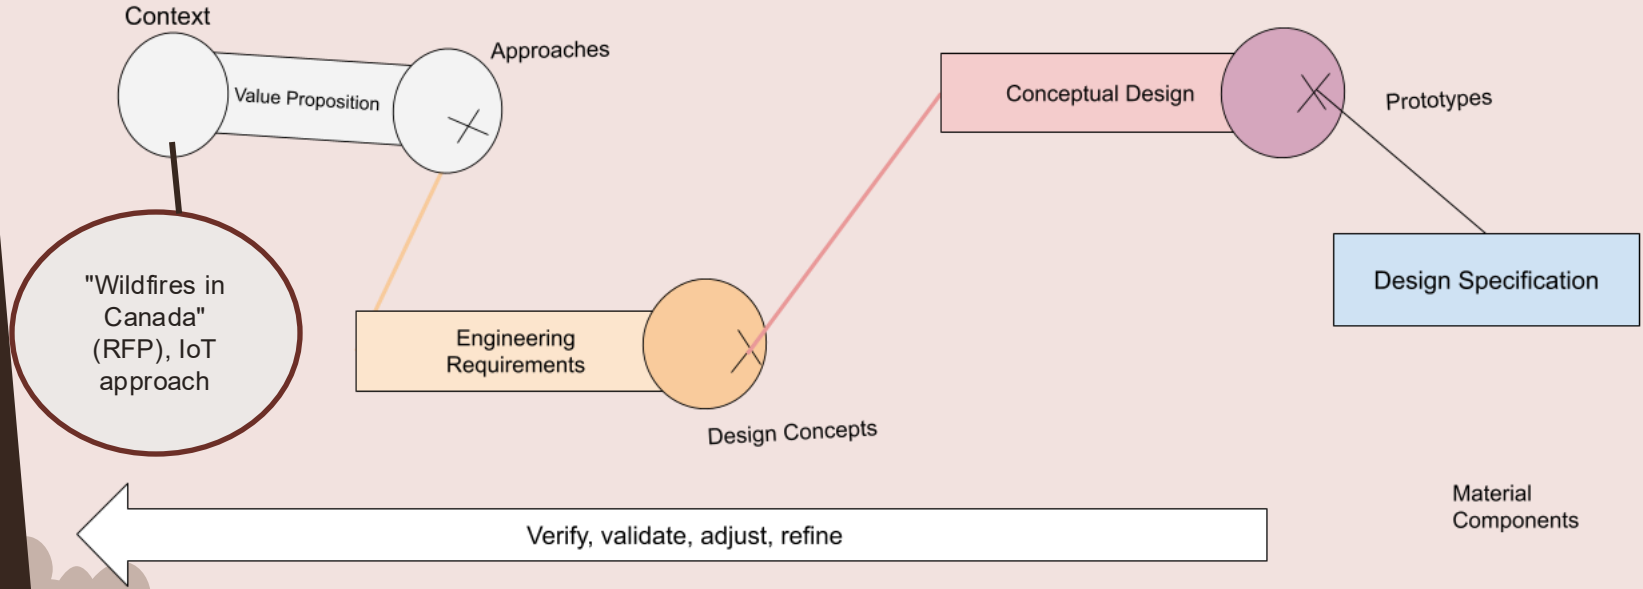 Context
Approaches
Value Proposition
"Wildfires in
Canada"
(RFP), IoT
approach
Engineering
Requirements
Design Concepts
Conceptual Design
Prototypes
Design Specification
Material
Components
Verify, validate, adjust, refine